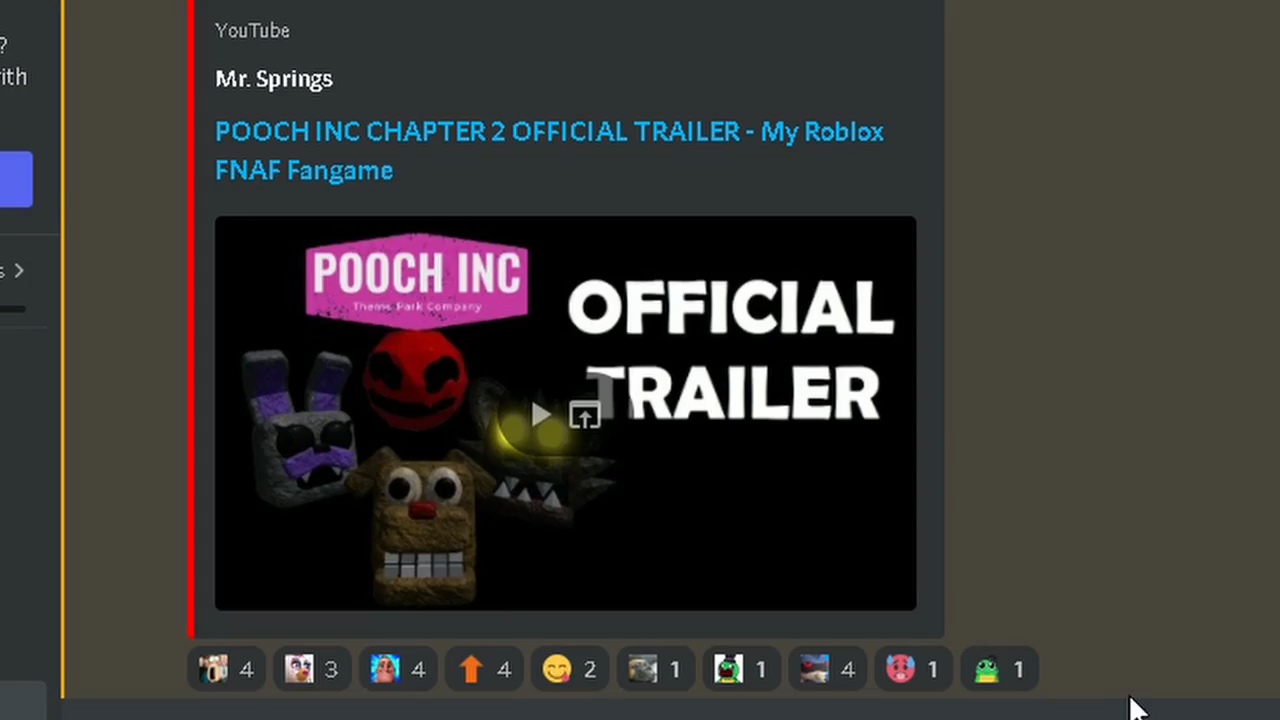 ?
ith
YouTube
Mr. Springs
POOCH INC CHAPTER 2 OFFICIAL TRAILER - My Roblox
FNAF Fangame
s
POOCH INC
Theme Park Company
OFFICIAL
TRAILER
4 3 4 4 2 1 1 4 1 1